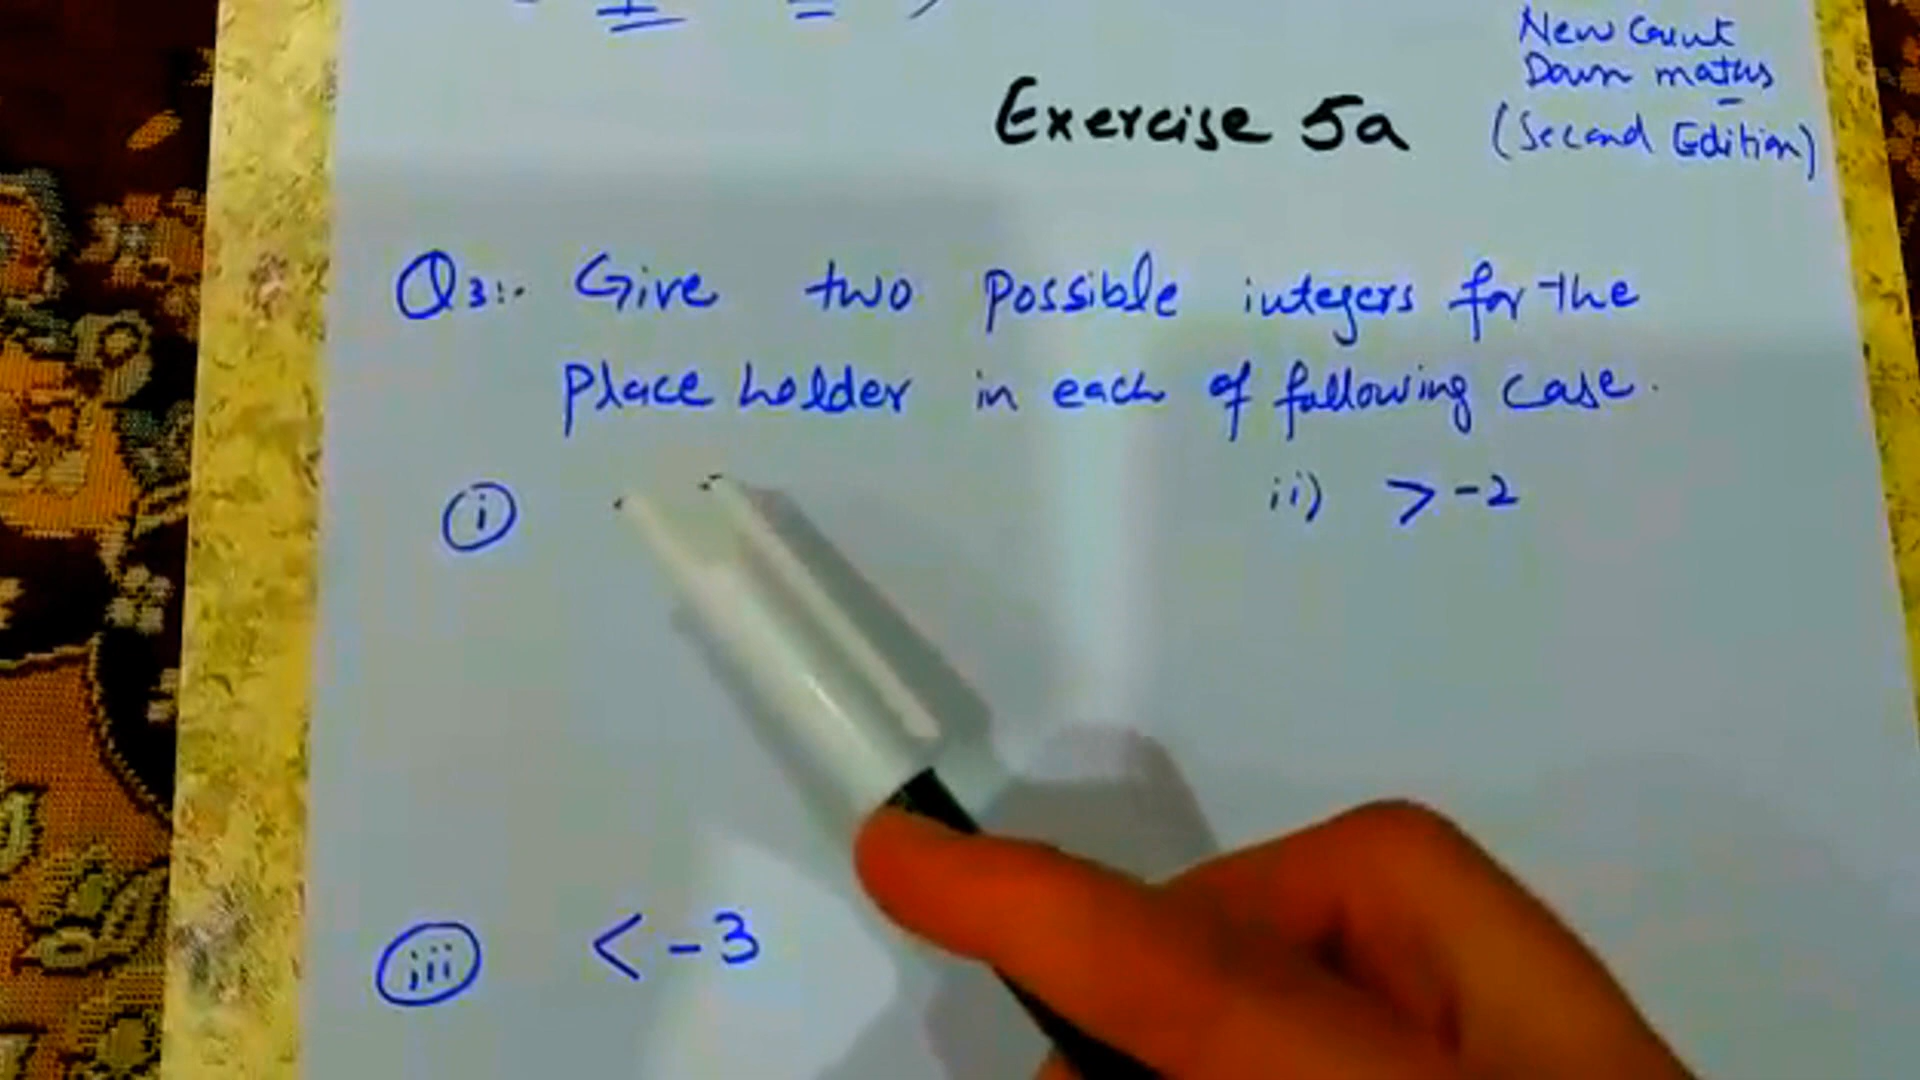 New Count
Down maths
(Second Edition)
Exercise 5a
Q3:- Give two possible integers for the
Place holder in each of following case.
i
ii) > -2
iii < -3